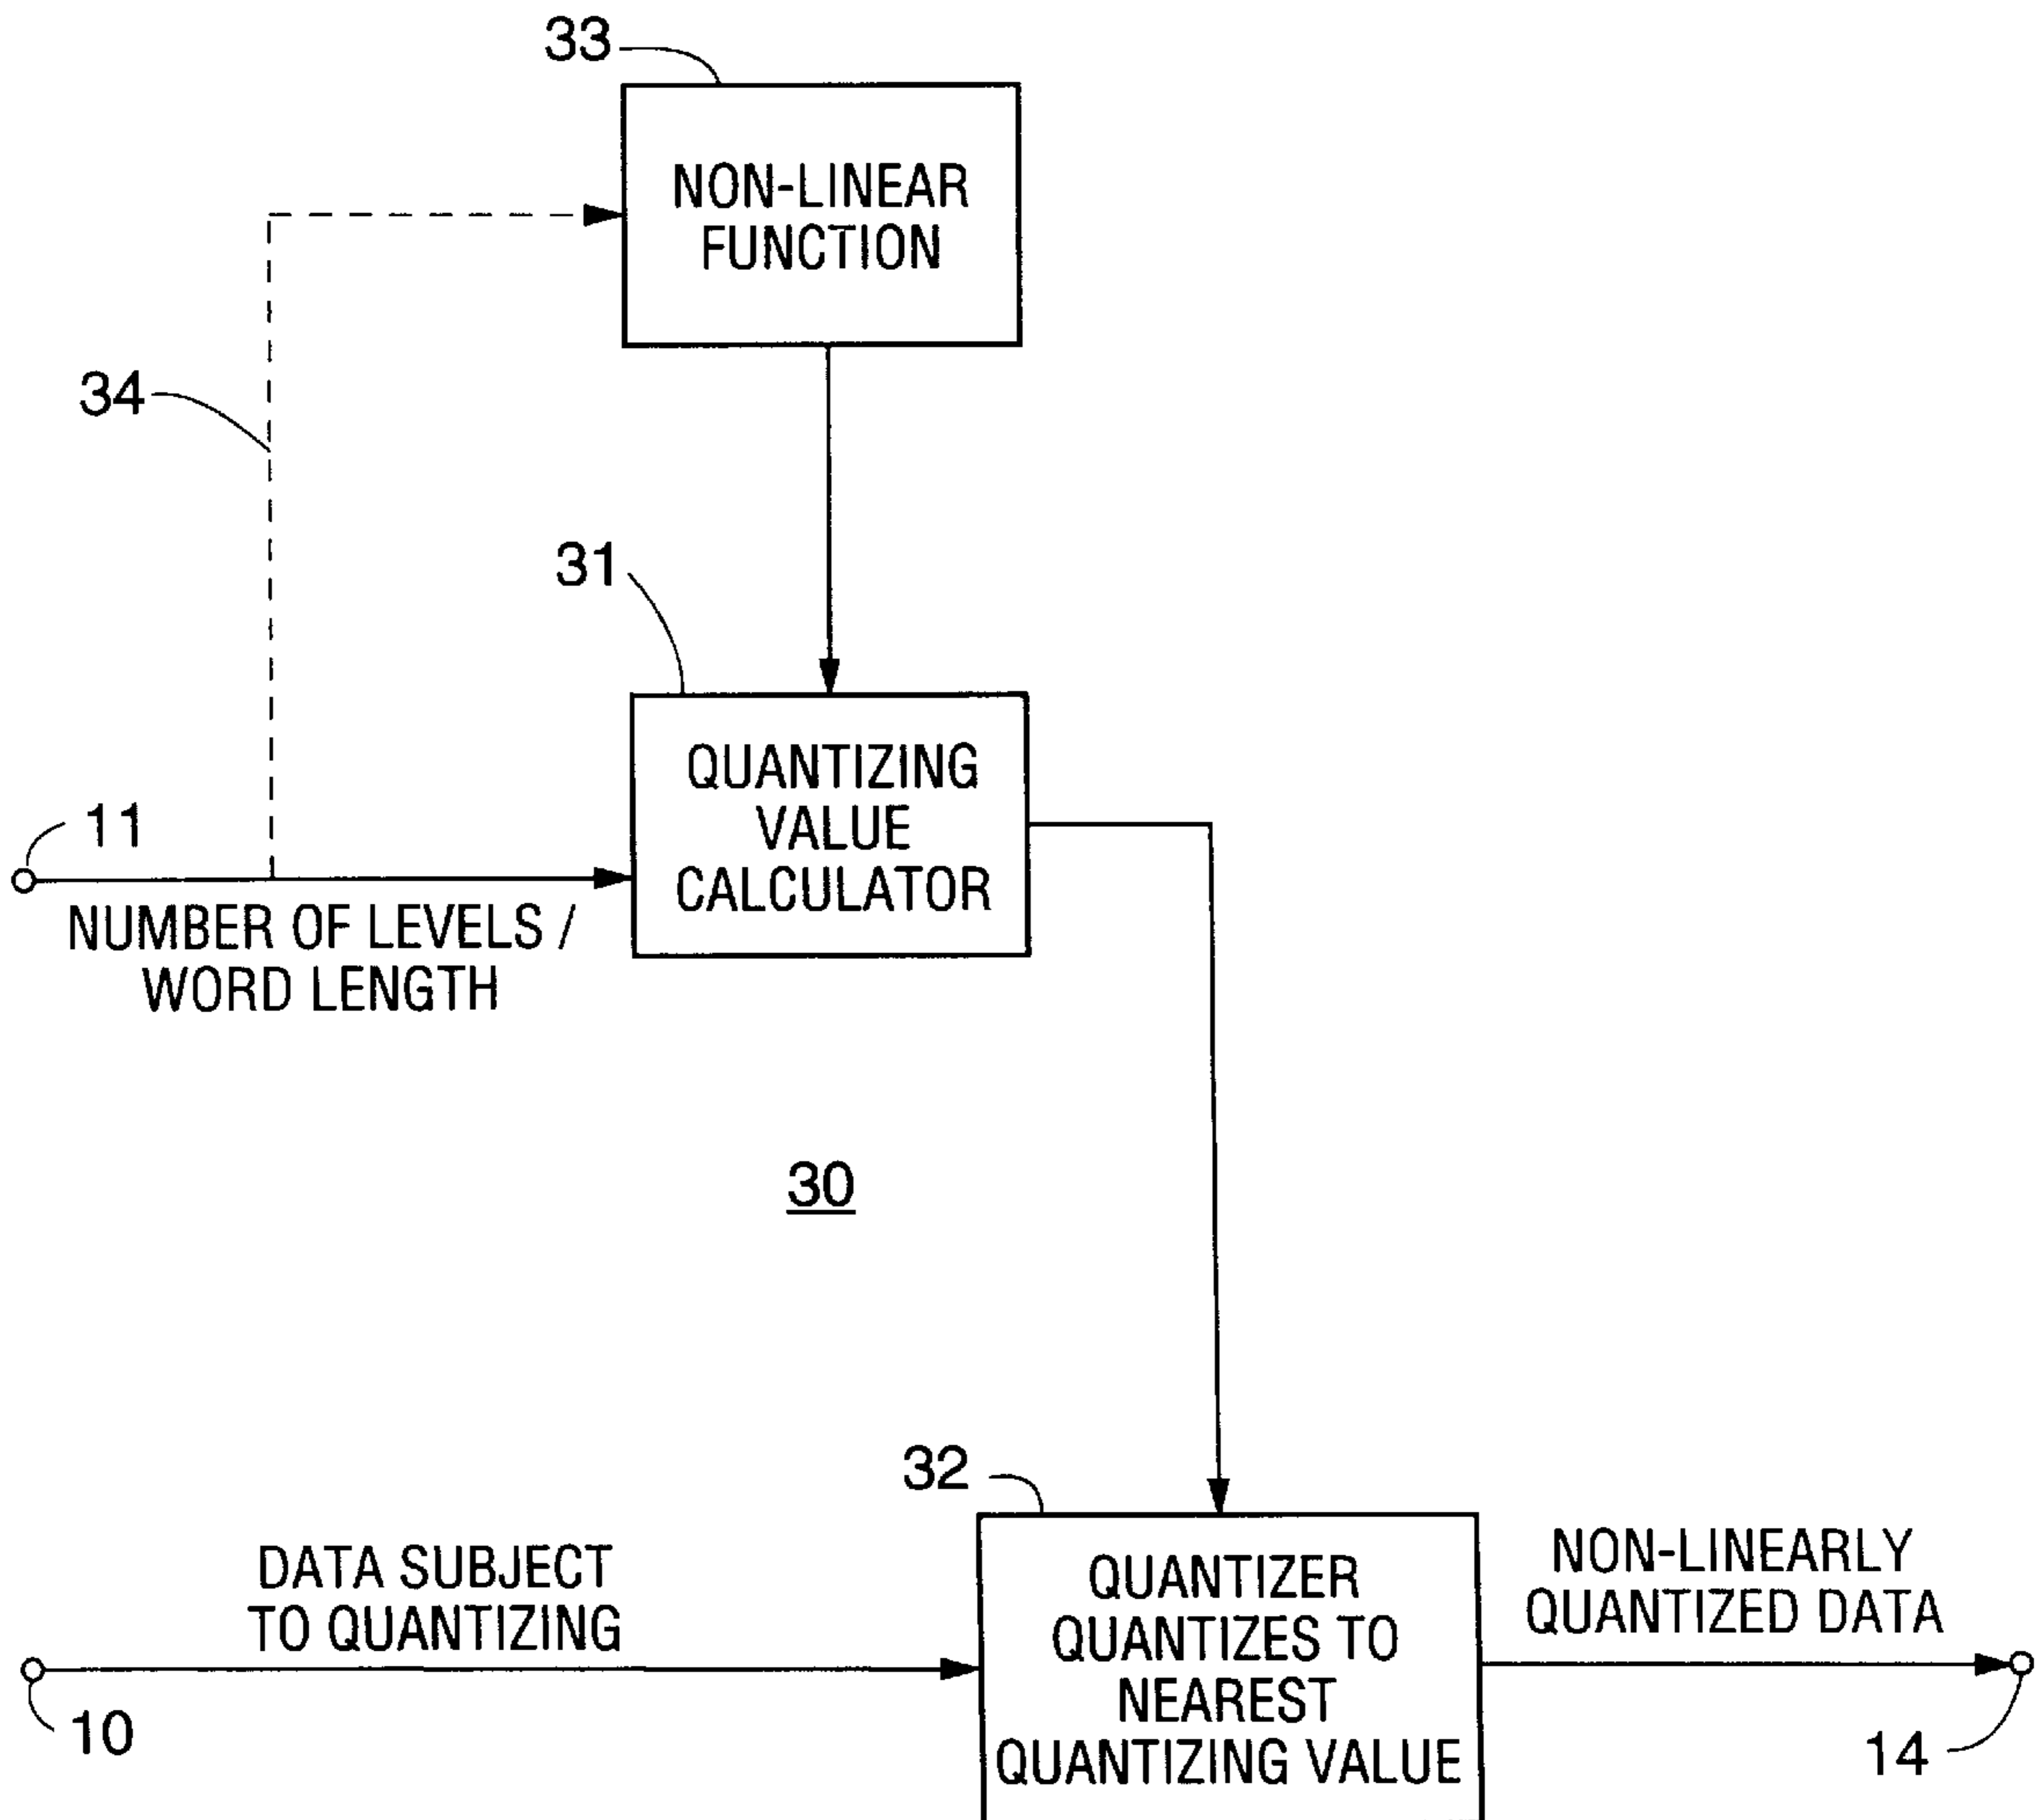 33
NON-LINEAR
FUNCTION
34
31
QUANTIZING
VALUE
CALCULATOR
11
NUMBER OF LEVELS /
WORD LENGTH
30
32
DATA SUBJECT
TO QUANTIZING
10
QUANTIZER
QUANTIZES TO
NEAREST
QUANTIZING VALUE
NON-LINEARLY
QUANTIZED DATA
14